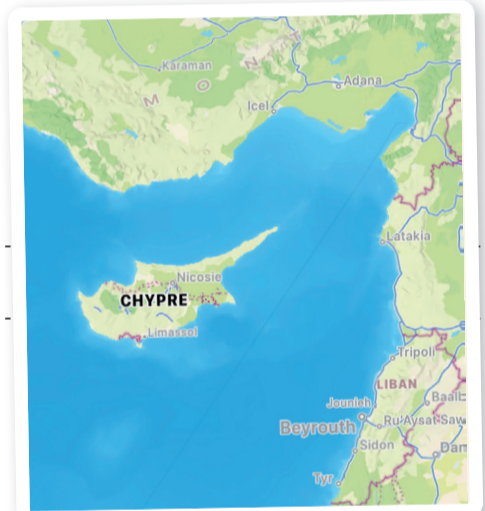 Karaman
M O N T
Adana
Icel
Latakia
Nicosie
CHYPRE
Limassol
Tripoli
LIBAN
Jounieh
Baalb
Beyrouth
Ru'Aysat Saw
Sidon
Dam
Tyr